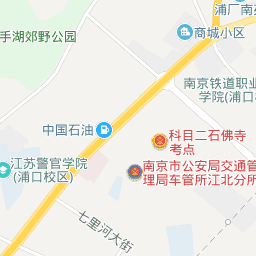 浦厂南苑
手湖郊野公园
商城小区
南京铁道职业
学院(浦口
中国石油
科目二石佛寺
考点
江苏警官学院
(浦口校区)
南京市公安局交通管
理局车管所江北分所
七里河大街